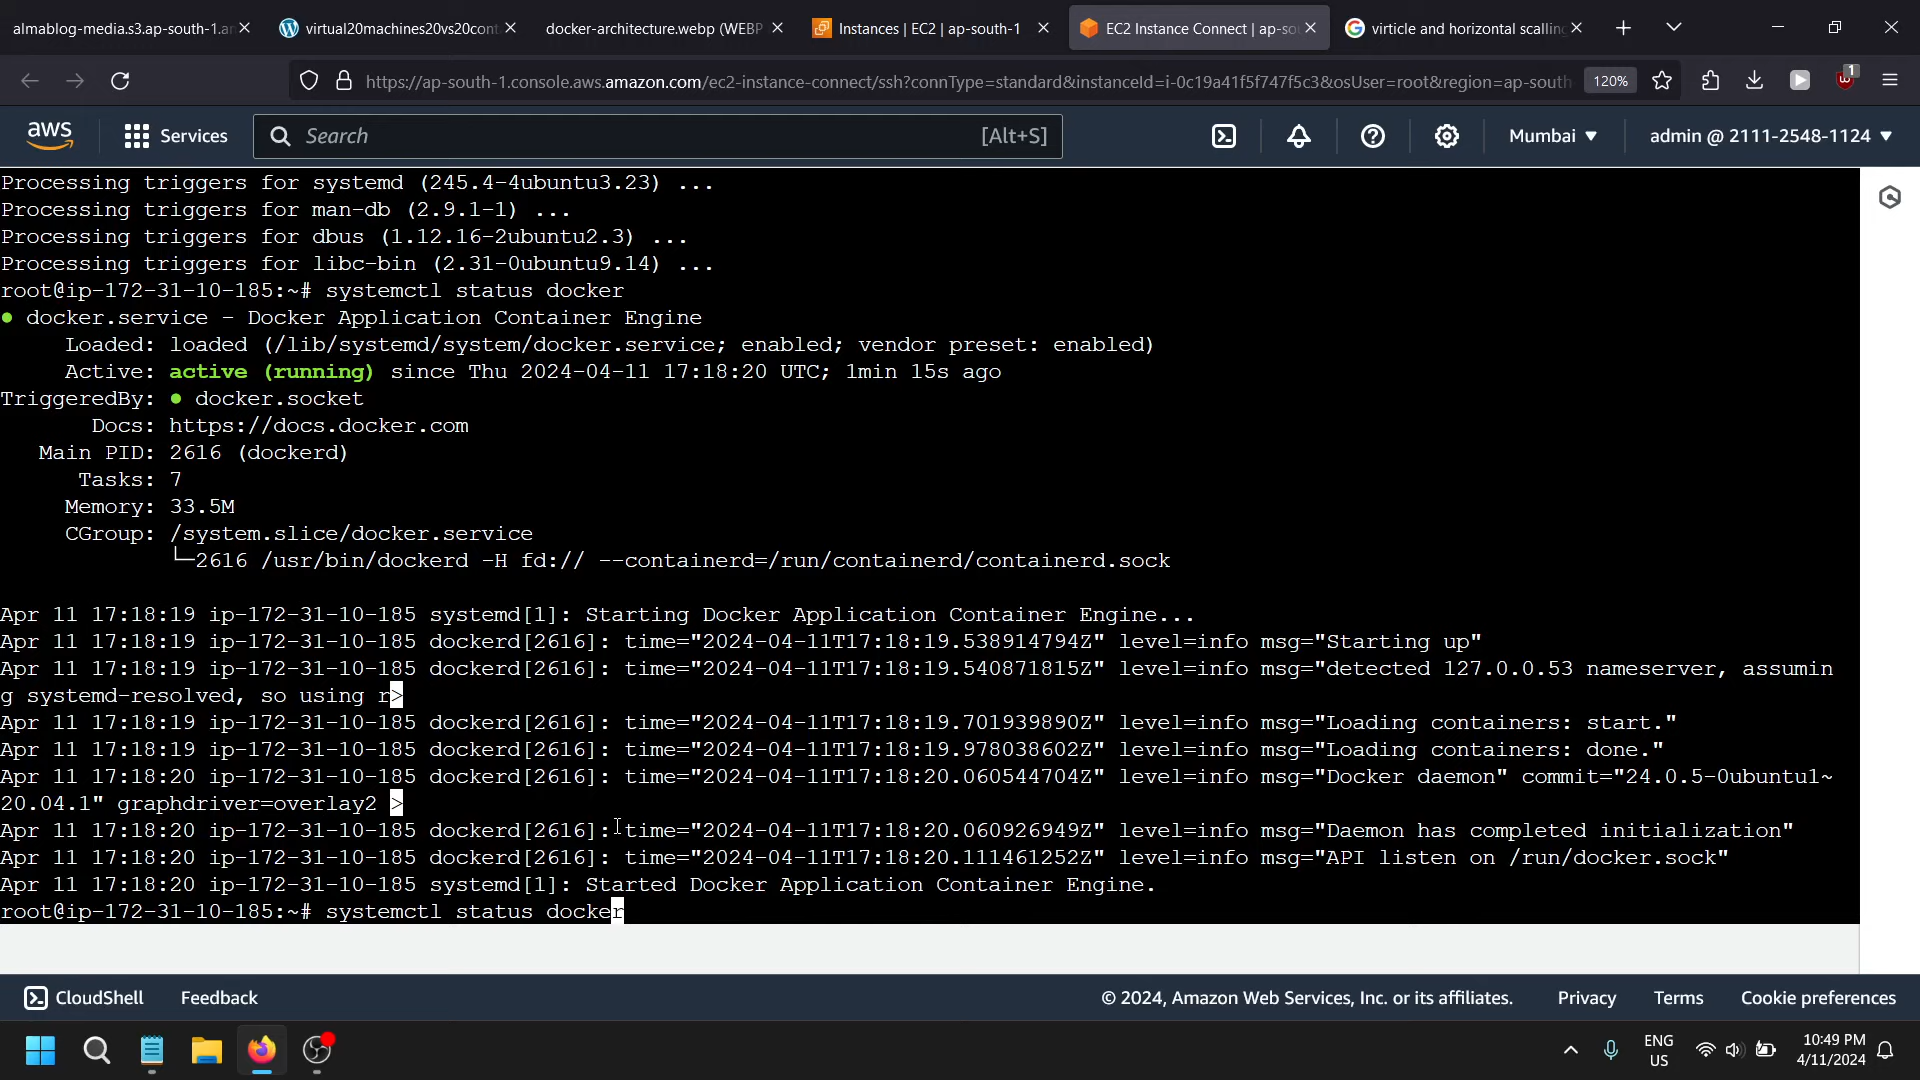 almablog-media.s3.ap-south-1.am
virtual20machines20vs20cont
docker-architecture.webp (WEBP
Instances | EC2 | ap-south-1
EC2 Instance Connect | ap-sou
virticle and horizontal scalling
https://ap-south-1.console.aws.amazon.com/ec2-instance-connect/ssh?connType=standard&instanceId=i-0c19a41f5f747f5c3&osUser=root&region=ap-south
120%
1
aws
Services
Search
[Alt+S]
Mumbai
admin @ 2111-2548-1124
Processing triggers for systemd (245.4-4ubuntu3.23) ...
Processing triggers for man-db (2.9.1-1) ...
Processing triggers for dbus (1.12.16-2ubuntu2.3) ...
Processing triggers for libc-bin (2.31-0ubuntu9.14) ...
root@ip-172-31-10-185:~# systemctl status docker
● docker.service - Docker Application Container Engine
Loaded: loaded (/lib/systemd/system/docker.service; enabled; vendor preset: enabled)
Active: active (running) since Thu 2024-04-11 17:18:20 UTC; 1min 15s ago
TriggeredBy: ● docker.socket
Docs: https://docs.docker.com
Main PID: 2616 (dockerd)
Tasks: 7
Memory: 33.5M
CGroup: /system.slice/docker.service
└─2616 /usr/bin/dockerd -H fd:// --containerd=/run/containerd/containerd.sock
Apr 11 17:18:19 ip-172-31-10-185 systemd[1]: Starting Docker Application Container Engine...
Apr 11 17:18:19 ip-172-31-10-185 dockerd[2616]: time="2024-04-11T17:18:19.538914794Z" level=info msg="Starting up"
Apr 11 17:18:19 ip-172-31-10-185 dockerd[2616]: time="2024-04-11T17:18:19.540871815Z" level=info msg="detected 127.0.0.53 nameserver, assumin
g systemd-resolved, so using r>
Apr 11 17:18:19 ip-172-31-10-185 dockerd[2616]: time="2024-04-11T17:18:19.701939890Z" level=info msg="Loading containers: start."
Apr 11 17:18:19 ip-172-31-10-185 dockerd[2616]: time="2024-04-11T17:18:19.978038602Z" level=info msg="Loading containers: done."
Apr 11 17:18:20 ip-172-31-10-185 dockerd[2616]: time="2024-04-11T17:18:20.060544704Z" level=info msg="Docker daemon" commit="24.0.5-0ubuntu1~
20.04.1" graphdriver=overlay2 >
Apr 11 17:18:20 ip-172-31-10-185 dockerd[2616]: time="2024-04-11T17:18:20.060926949Z" level=info msg="Daemon has completed initialization"
Apr 11 17:18:20 ip-172-31-10-185 dockerd[2616]: time="2024-04-11T17:18:20.111461252Z" level=info msg="API listen on /run/docker.sock"
Apr 11 17:18:20 ip-172-31-10-185 systemd[1]: Started Docker Application Container Engine.
root@ip-172-31-10-185:~# systemctl status docker
CloudShell
Feedback
© 2024, Amazon Web Services, Inc. or its affiliates.
Privacy
Terms
Cookie preferences
ENG
US
10:49 PM
4/11/2024